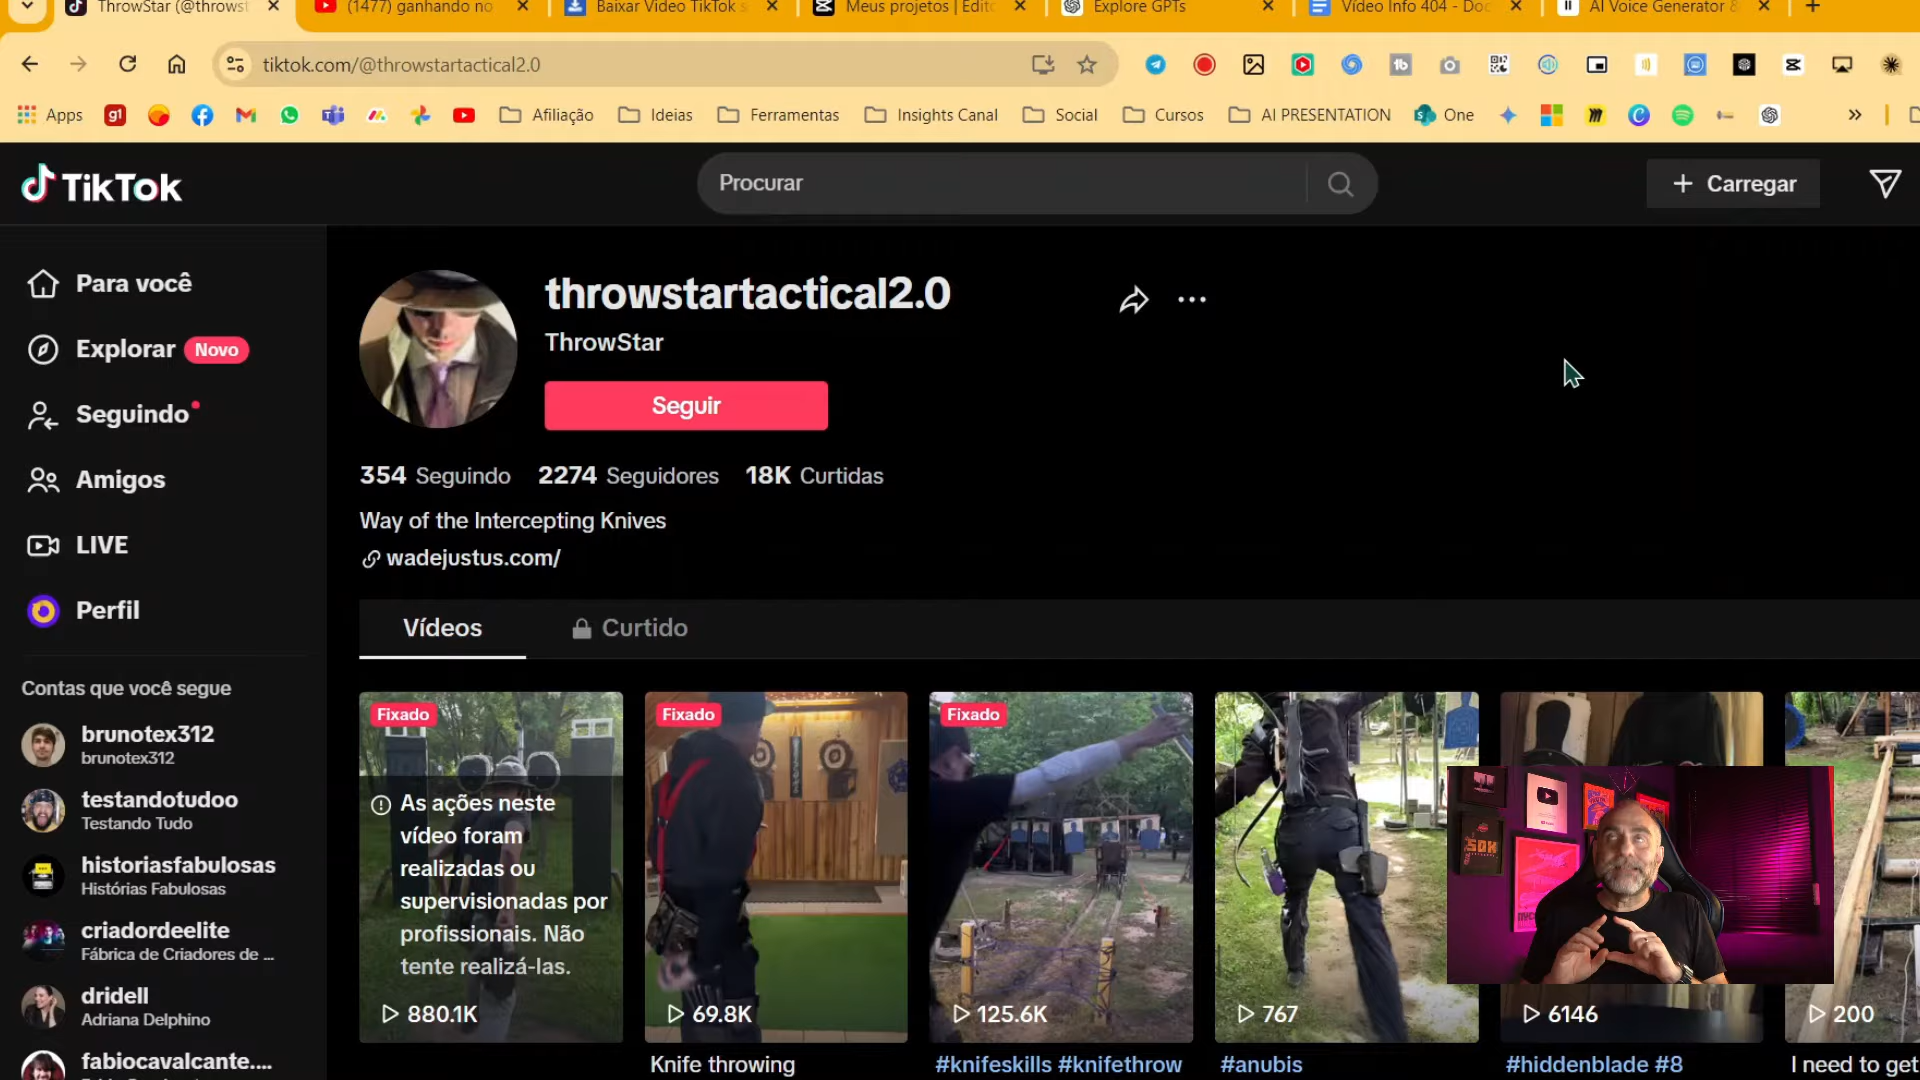 ThrowStar (@throwst
(1477) ganhando no
Baixar Video TikTok s
Meus projetos | Edito
Explore GPTs
Vídeo Info 404 - Doc
AI Voice Generator &
tiktok.com/@throwstartactical2.0
Apps
g1
Afiliação
Ideias
Ferramentas
Insights Canal
Social
Cursos
AI PRESENTATION
One
TikTok
Procurar
Carregar
Para você
Explorar Novo
Seguindo
Amigos
LIVE
Perfil
Contas que você segue
brunotex312
brunotex312
testandotudoo
Testando Tudo
historiasfabulosas
Histórias Fabulosas
criadordeelite
Fábrica de Criadores de ...
dridell
Adriana Delphino
fabiocavalcante....
throwstartactical2.0
ThrowStar
Seguir
354 Seguindo 2274 Seguidores 18K Curtidas
Way of the Intercepting Knives
wadejustus.com/
Vídeos
Curtido
Fixado
As ações neste
vídeo foram
realizadas ou
supervisionadas por
profissionais. Não
tente realizá-las.
880.1K
Fixado
69.8K
Knife throwing
Fixado
125.6K
#knifeskills #knifethrow
767
#anubis
6146
#hiddenblade #8
200
I need to get